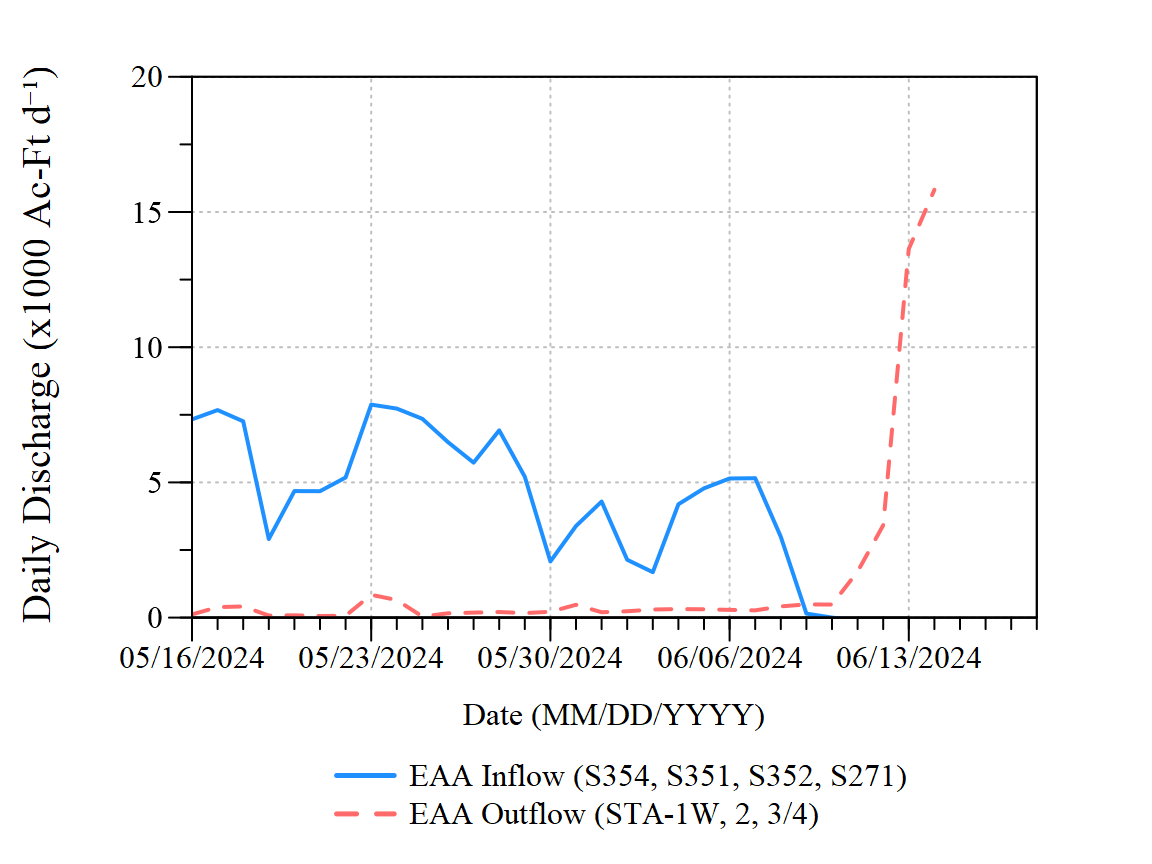 Daily Discharge (x1000 Ac-Ft d⁻¹)
20
15
10
5
0
05/16/2024 05/23/2024 05/30/2024 06/06/2024 06/13/2024
Date (MM/DD/YYYY)
EAA Inflow (S354, S351, S352, S271)
EAA Outflow (STA-1W, 2, 3/4)